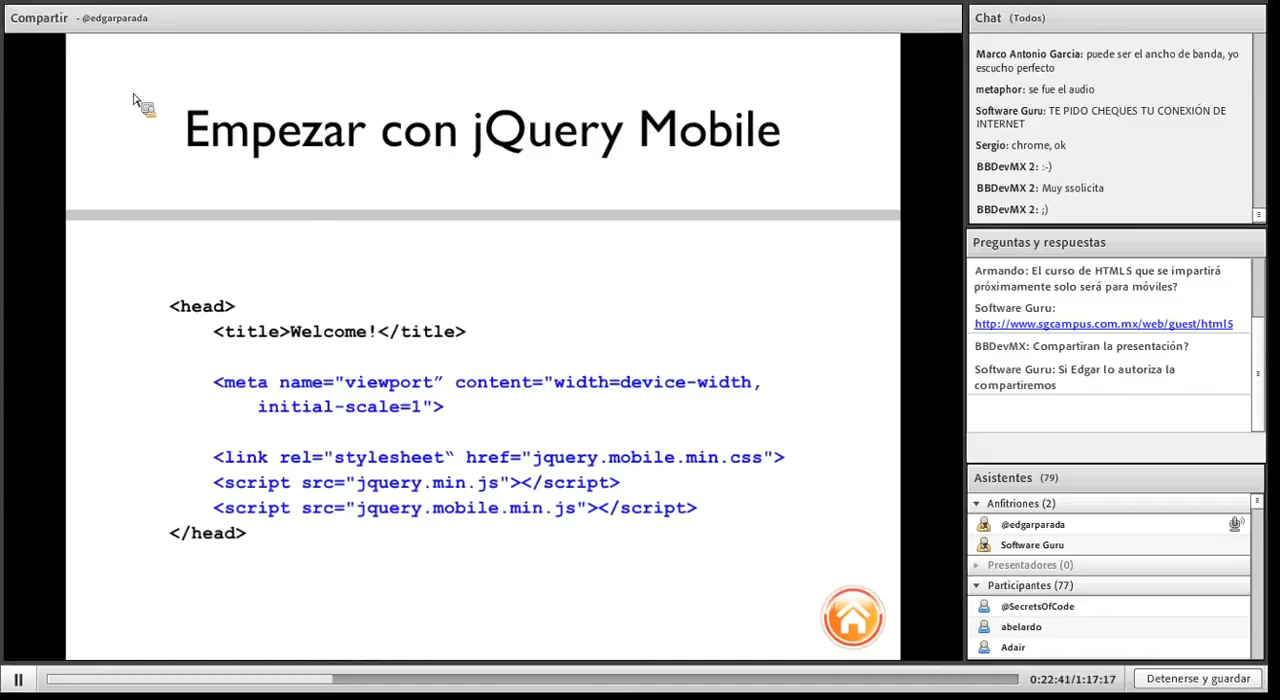 Compartir - @edgarparada
Empezar con jQuery Mobile
<head>
<title>Welcome!</title>
<meta name="viewport” content="width=device-width,
initial-scale=1">
<link rel="stylesheet“ href="jquery.mobile.min.css">
<script src="jquery.min.js"></script>
<script src="jquery.mobile.min.js"></script>
</head>
Chat (Todos)
Marco Antonio Garcia: puede ser el ancho de banda, yo
escucho perfecto
metaphor: se fue el audio
Software Guru: TE PIDO CHEQUES TU CONEXIÓN DE
INTERNET
Sergio: chrome, ok
BBDevMX 2: :-)
BBDevMX 2: Muy ssolicita
BBDevMX 2: ;)
Preguntas y respuestas
Armando: El curso de HTML5 que se impartirá
próximamente solo será para móviles?
Software Guru:
http://www.sgcampus.com.mx/web/guest/html5
BBDevMX: Compartiran la presentación?
Software Guru: Si Edgar lo autoriza la
compartiremos
Asistentes (79)
Anfitriones (2)
@edgarparada
Software Guru
Presentadores (0)
Participantes (77)
@SecretsOfCode
abelardo
Adair
0:22:41/1:17:17
Detenerse y guardar